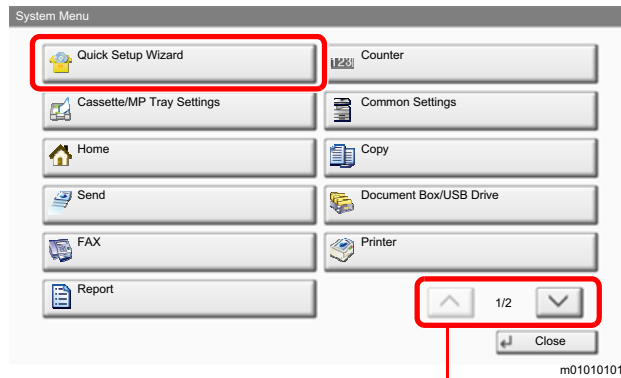 System Menu
Quick Setup Wizard
123 Counter
Cassette/MP Tray Settings
Common Settings
Home
Copy
Send
Document Box/USB Drive
FAX
Printer
Report
1/2
Close
m01010101